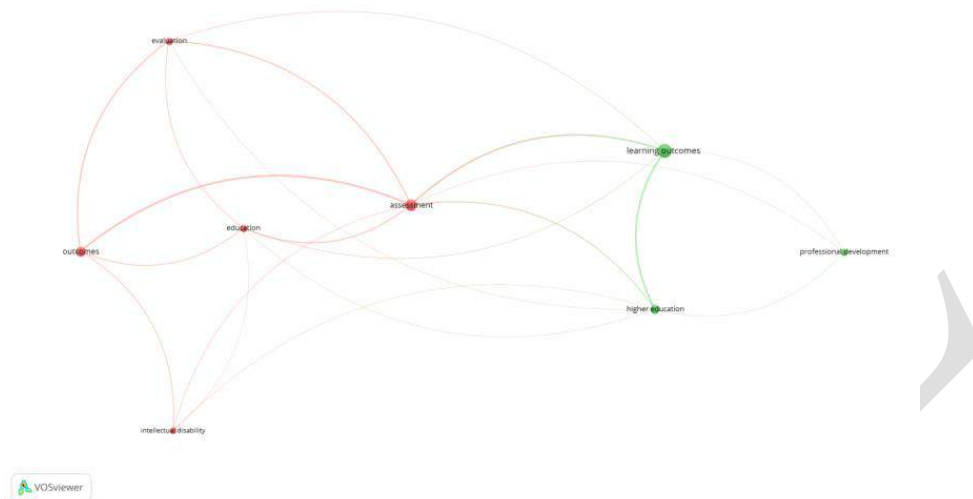 evaluation
learning outcomes
assessment
education
outcomes
professional development
higher education
intellectual disability
VOSviewer